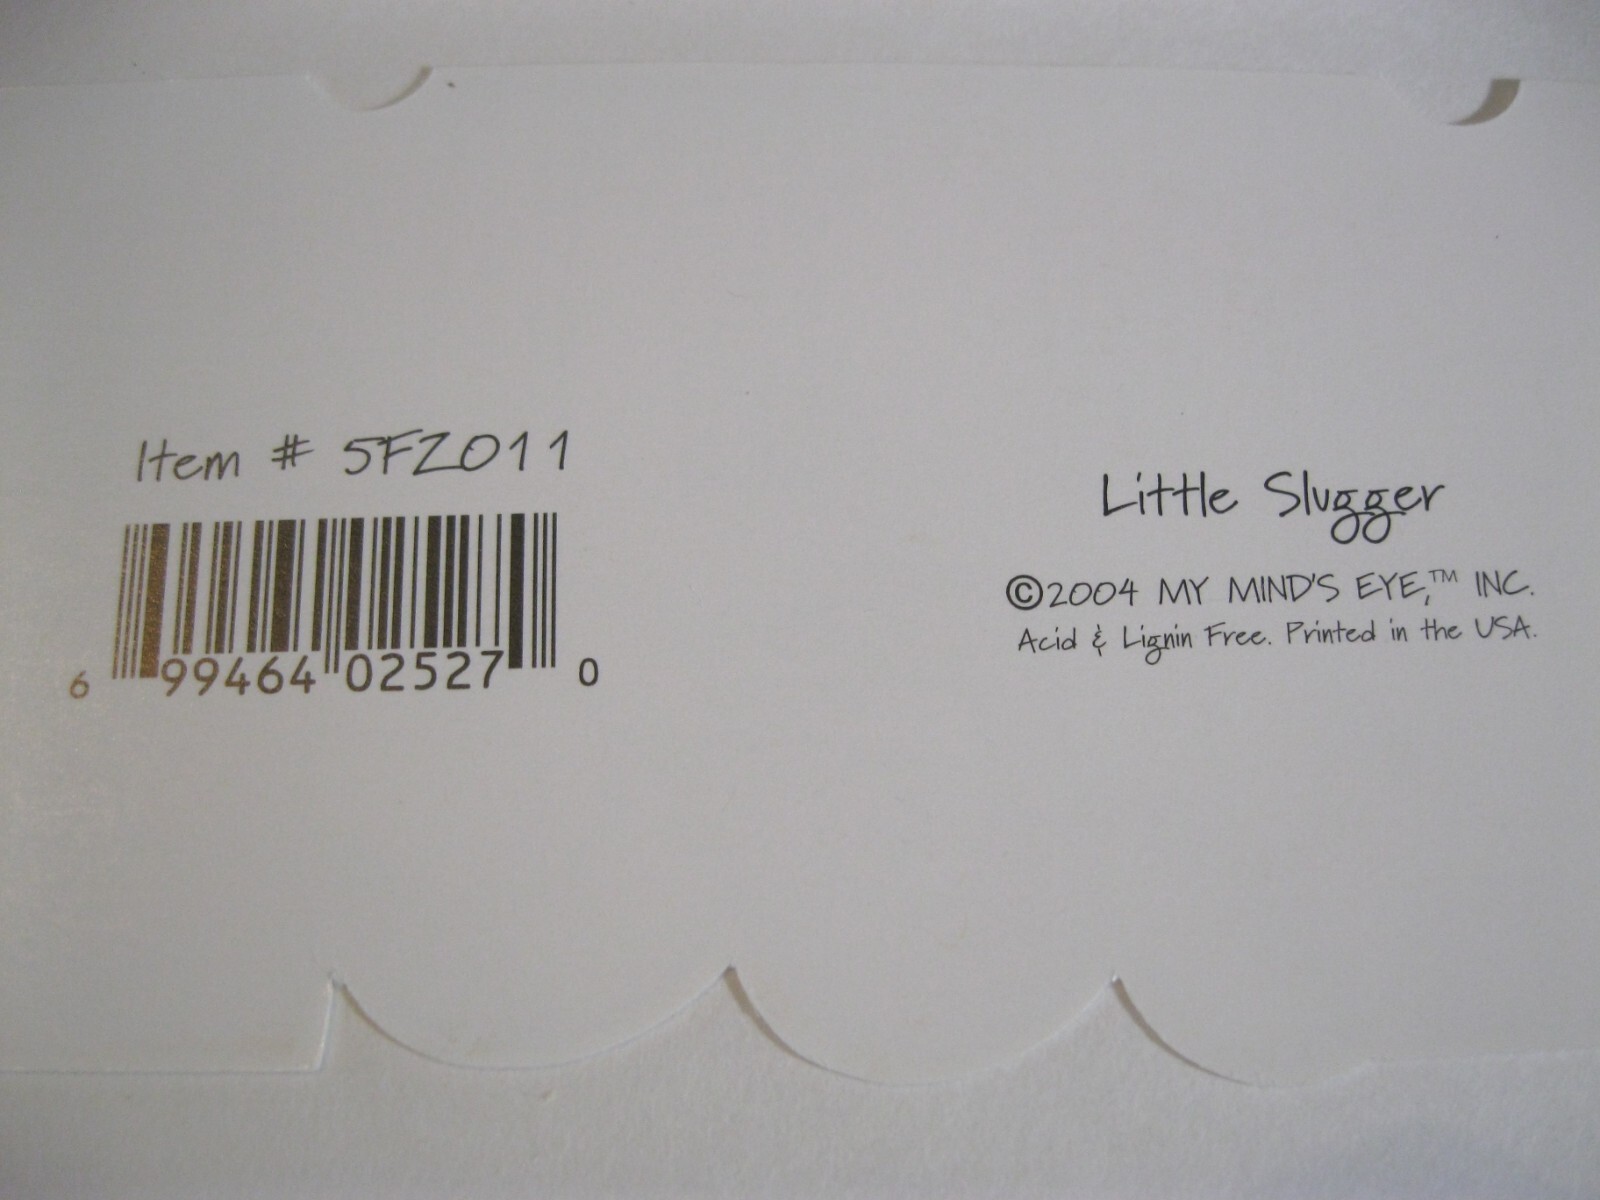 Item # 5FZ011
6 99464 02527 0
Little Slugger
©2004 MY MIND'S EYE,™ INC.
Acid & Lignin Free. Printed in the USA.